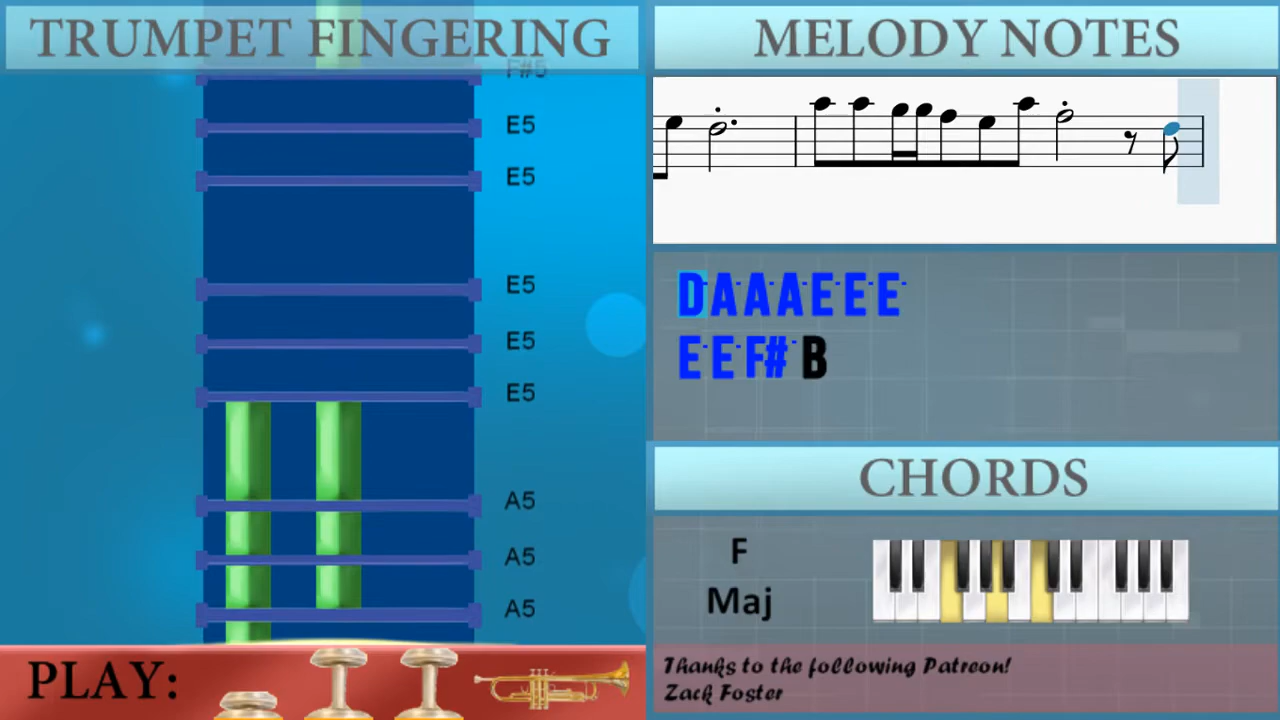 TRUMPET FINGERING
F#5
E5
E5
E5
E5
E5
A5
A5
A5
PLAY:
MELODY NOTES
D A A A E E E
E E F# B
CHORDS
F
Maj
Thanks to the following Patreon!
Zack Foster